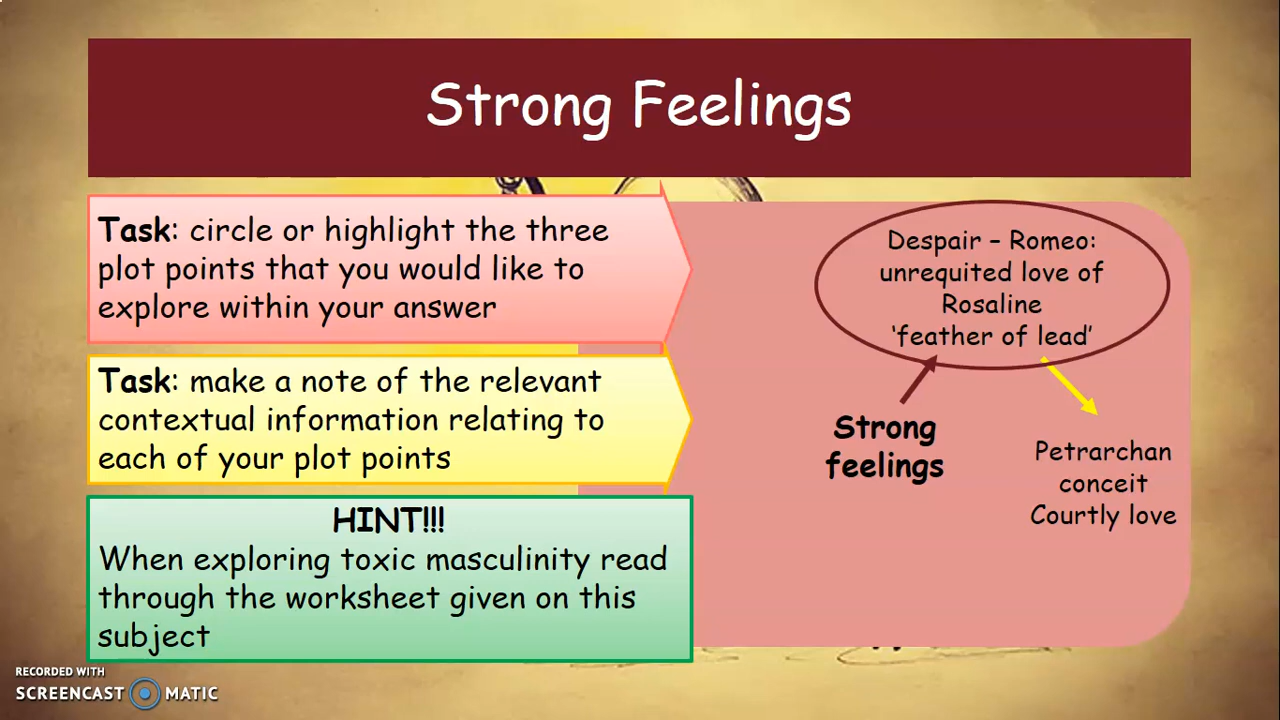 Strong Feelings
Task: circle or highlight the three
plot points that you would like to
explore within your answer
Task: make a note of the relevant
contextual information relating to
each of your plot points
HINT!!!
When exploring toxic masculinity read
through the worksheet given on this
subject
Despair – Romeo:
unrequited love of
Rosaline
‘feather of lead’
Strong
feelings
Petrarchan
conceit
Courtly love
RECORDED WITH
SCREENCAST MATIC